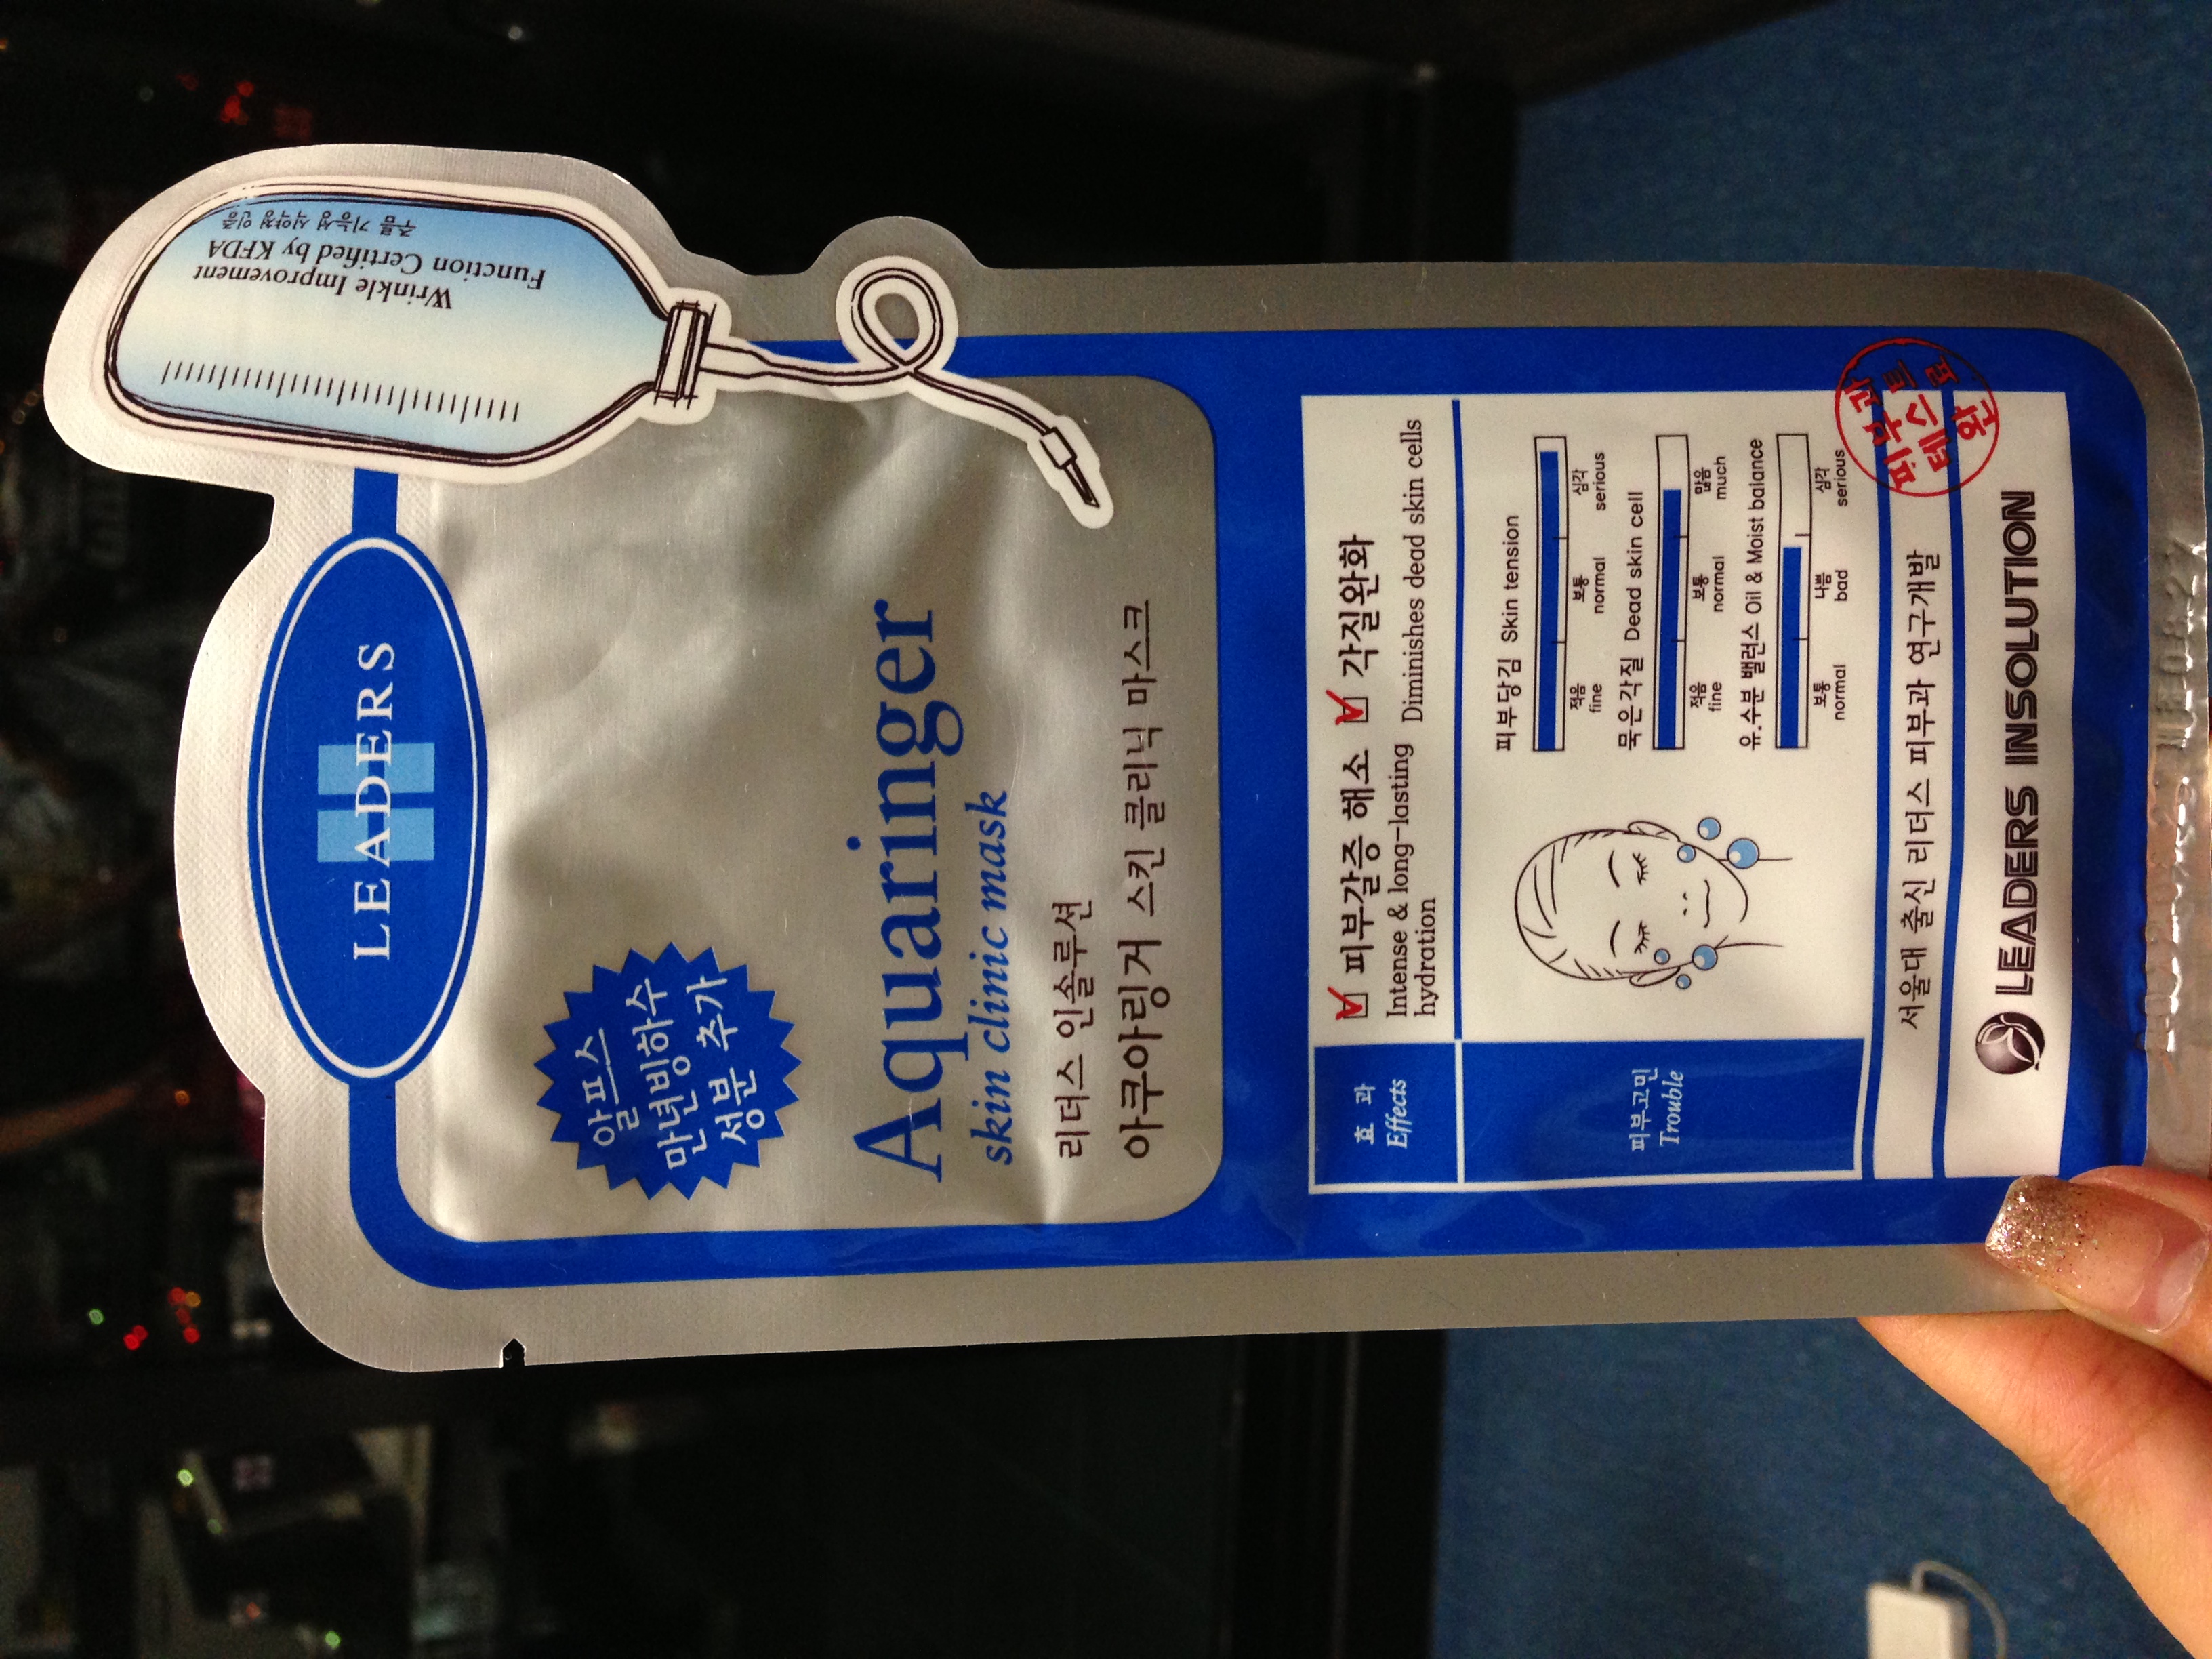 주름 기능성 식약청 인증
Wrinkle Improvement
Function Certified by KFDA
LEADERS
알프스
만년빙하수
성분 추가
Aquaringer
skin clinic mask
리더스 인솔루션
아쿠아링거 스킨 클리닉 마스크
효과
Effects
피부갈증 해소
Intense & long-lasting
hydration
각질완화
Diminishes dead skin cells
피부고민
Trouble
피부당김 Skin tension
적음 보통 심각
fine normal serious
묵은각질 Dead skin cell
적음 보통 많음
fine normal much
유.수분 밸런스 Oil & Moist balance
보통 나쁨 심각
normal bad serious
피부과
테스트
완료
서울대 출신 리더스 피부과 연구개발
LEADERS INSOLUTION